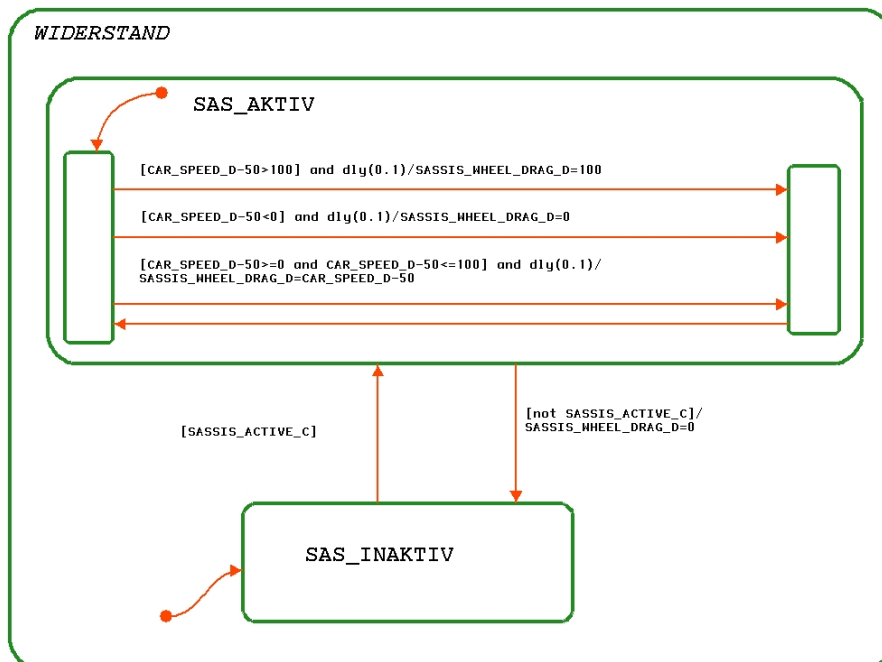 WIDERSTAND
SAS_AKTIV
[CAR_SPEED_D-50>100] and dly(0.1)/SASSIS_WHEEL_DRAG_D=100
[CAR_SPEED_D-50<0] and dly(0.1)/SASSIS_WHEEL_DRAG_D=0
[CAR_SPEED_D-50>=0 and CAR_SPEED_D-50<=100] and dly(0.1)/
SASSIS_WHEEL_DRAG_D=CAR_SPEED_D-50
[SASSIS_ACTIVE_C]
[not SASSIS_ACTIVE_C]/
SASSIS_WHEEL_DRAG_D=0
SAS_INAKTIV